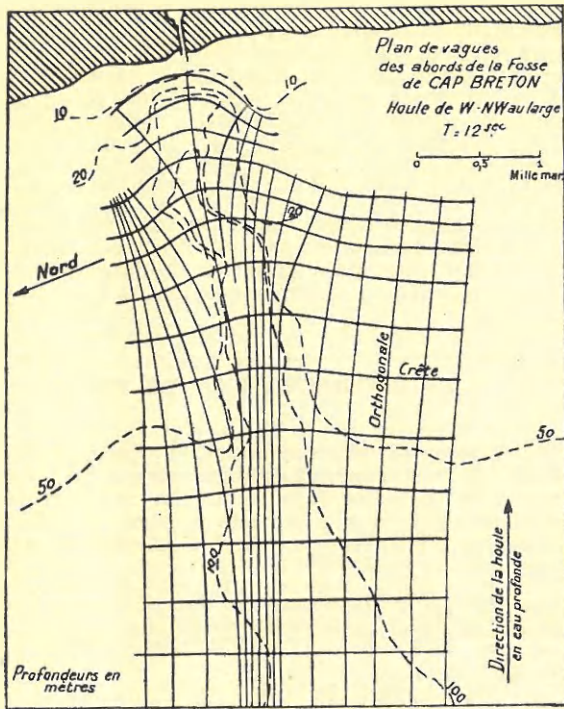 Plan de vagues
des abords de la Fosse
de CAP BRETON
Houle de W-NW au large
T=12 sec
0 0,5 1
Mille mar.
10
10
20
20
Nord
Orthogonale
Crête
50
50
100
100
Direction de la houle
en eau profonde
Profondeurs en
mètres